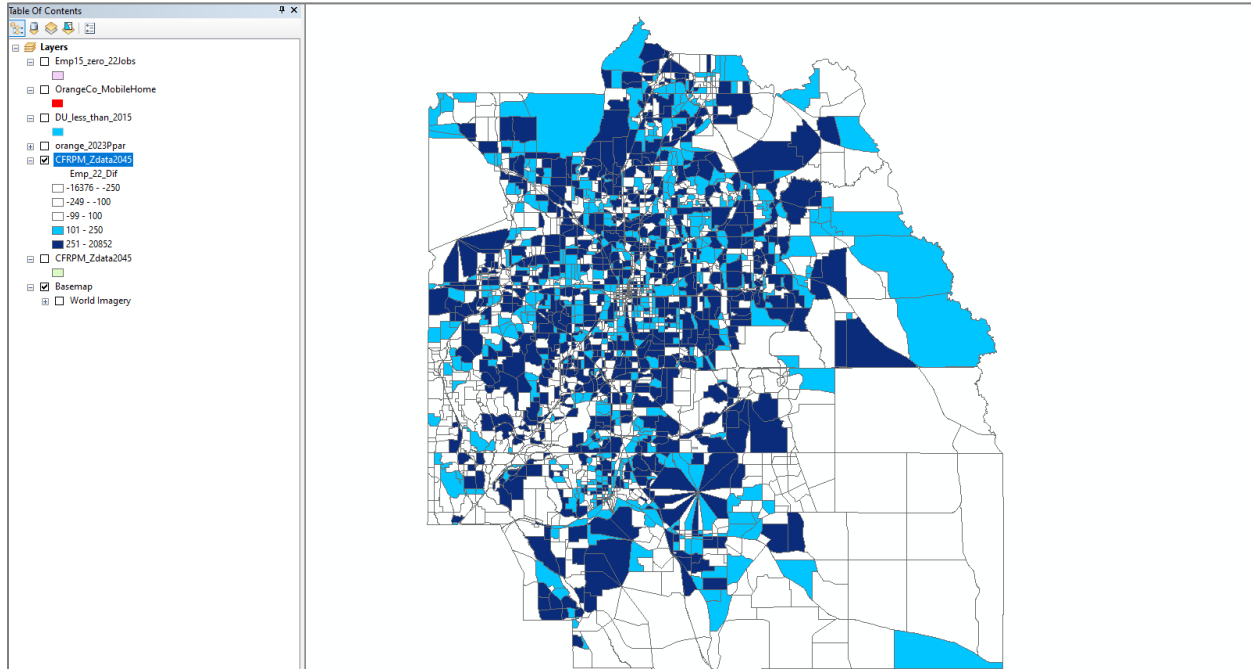 Table Of Contents
Layers
Emp15_zero_22Jobs
OrangeCo_MobileHome
DU_less_than_2015
orange_2023Ppar
CFRPM_Zdata2045
Emp_22_Dif
-16376 - -250
-249 - -100
-99 - 100
101 - 250
251 - 20852
CFRPM_Zdata2045
Basemap
World Imagery